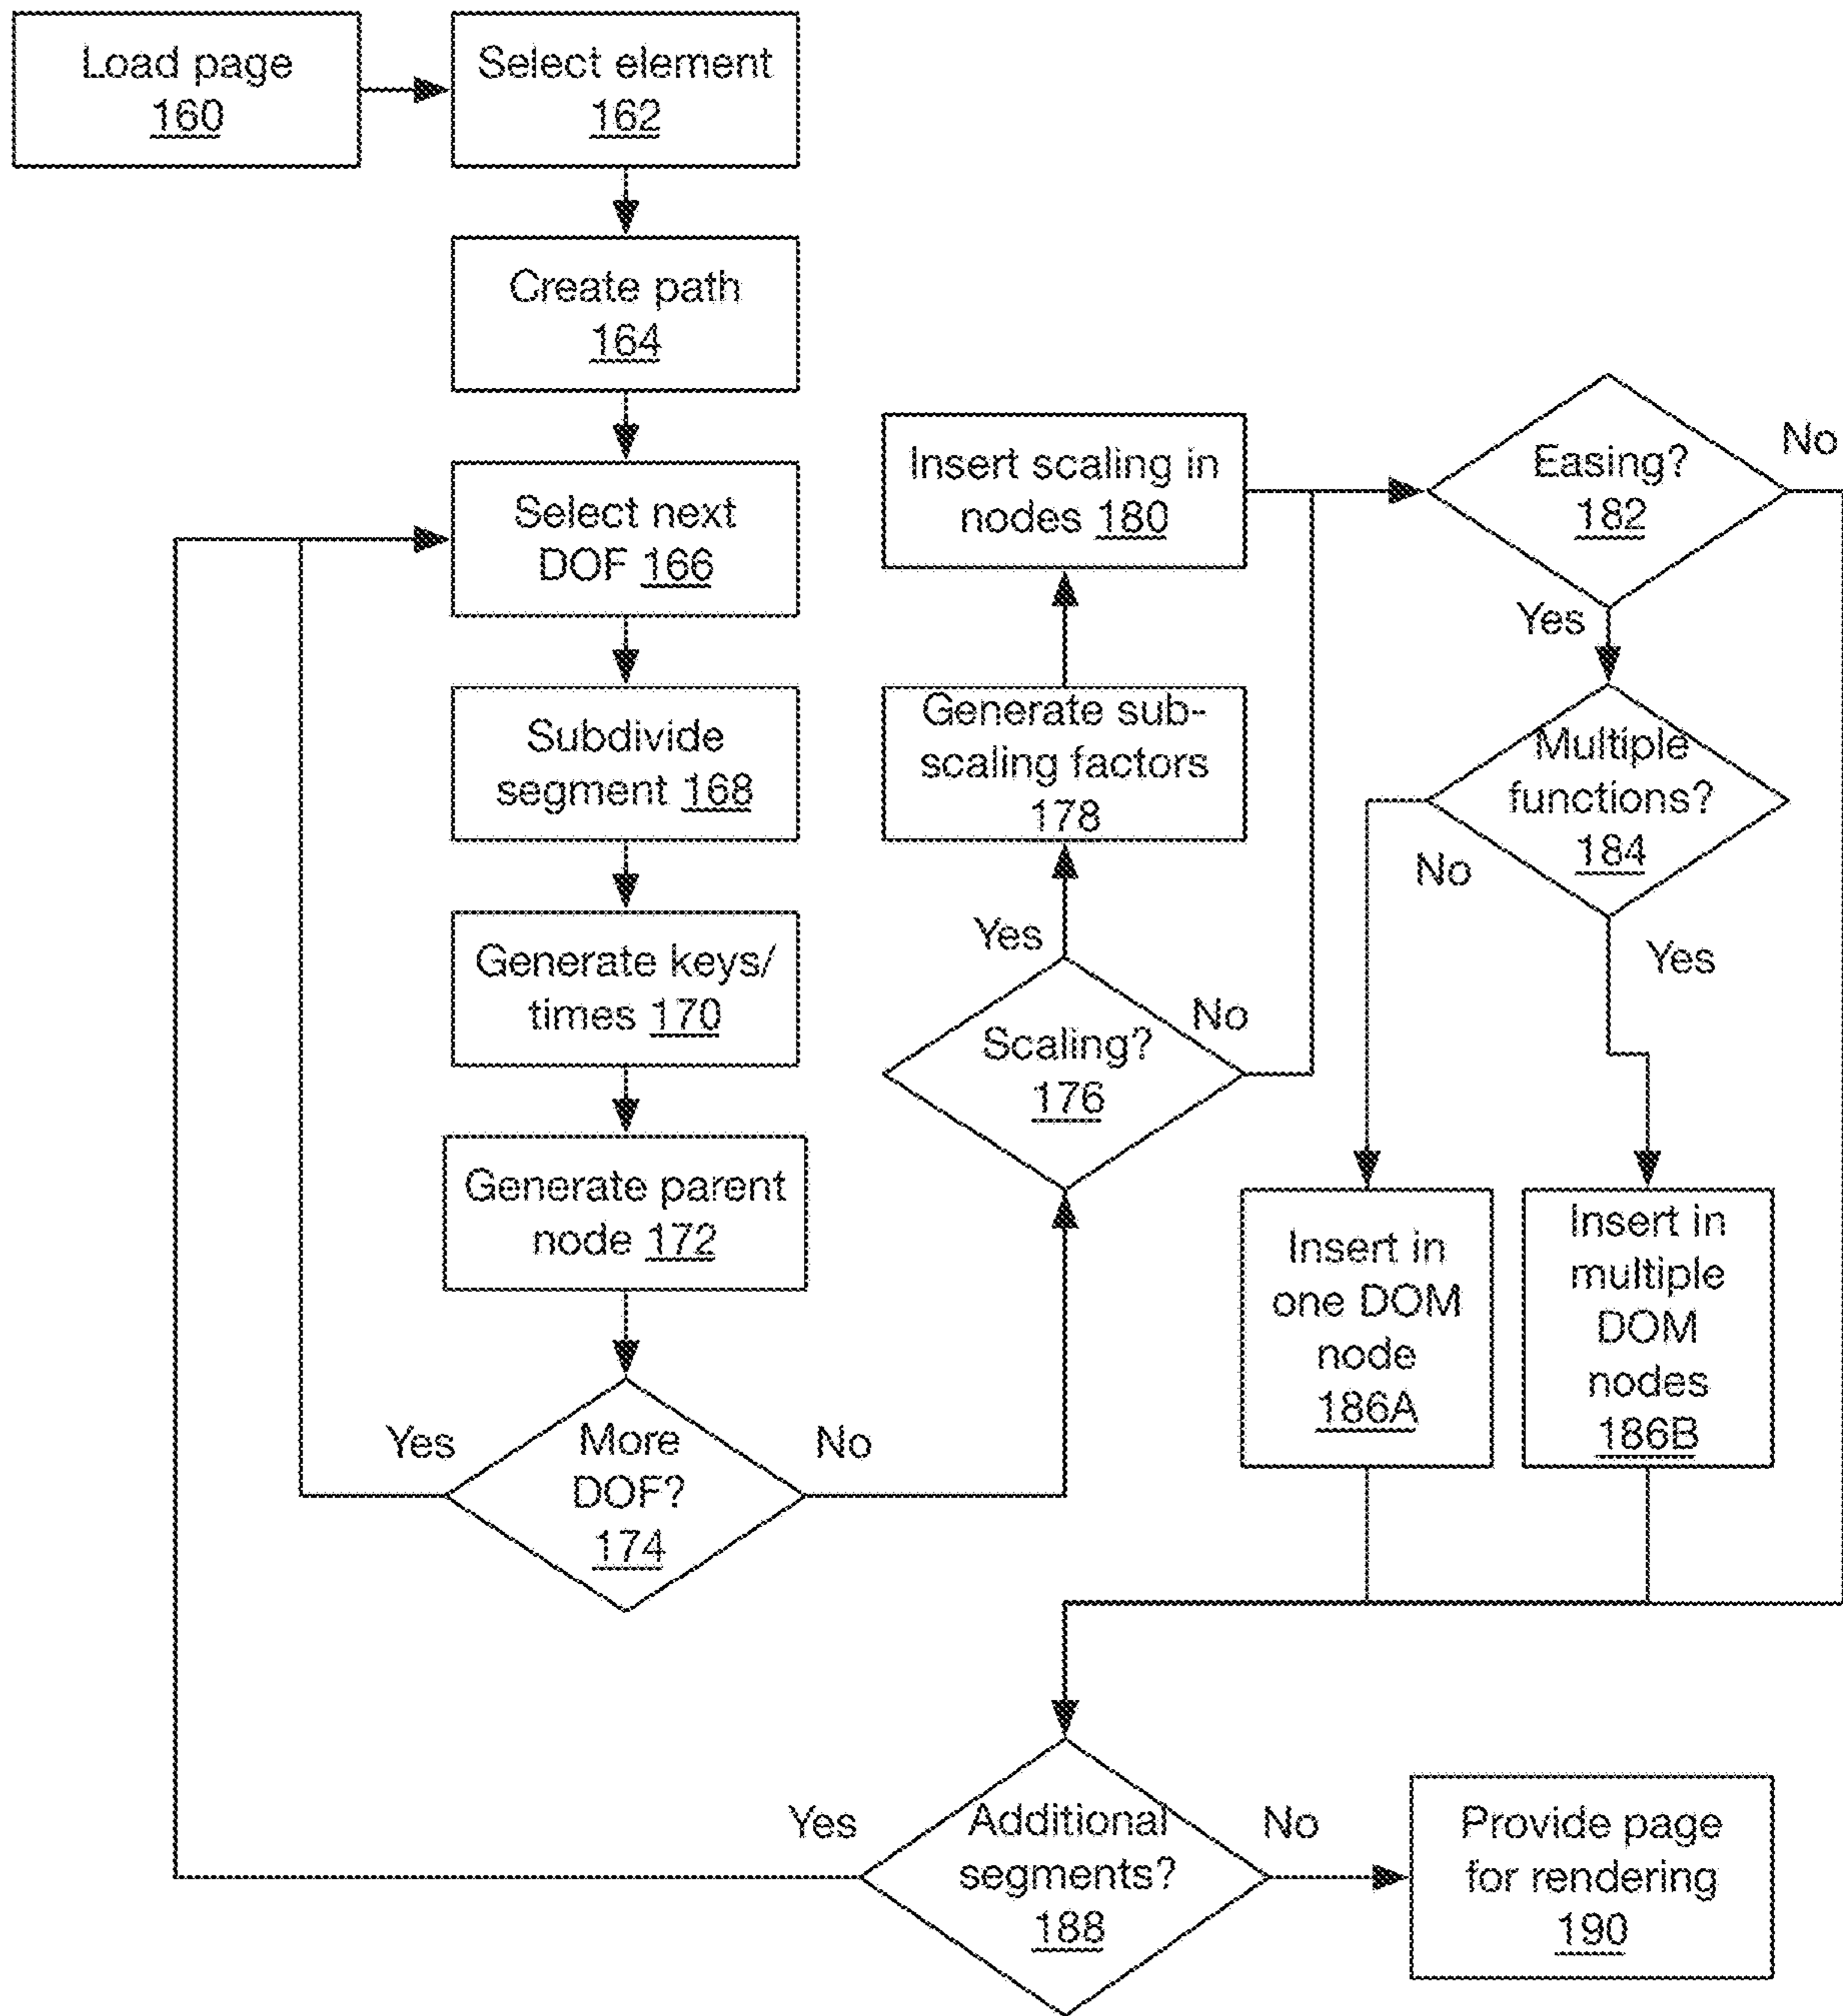 Load page
160
Select element
162
Create path
164
Select next
DOF 166
Subdivide
segment 168
Generate keys/
times 170
Generate parent
node 172
More
DOF?
174
Yes
No
Scaling?
176
Yes
No
Generate sub-
scaling factors
178
Insert scaling in
nodes 180
Easing?
182
No
Yes
Multiple
functions?
184
No
Yes
Insert in
one DOM
node
186A
Insert in
multiple
DOM
nodes
186B
Additional
segments?
188
Yes
No
Provide page
for rendering
190